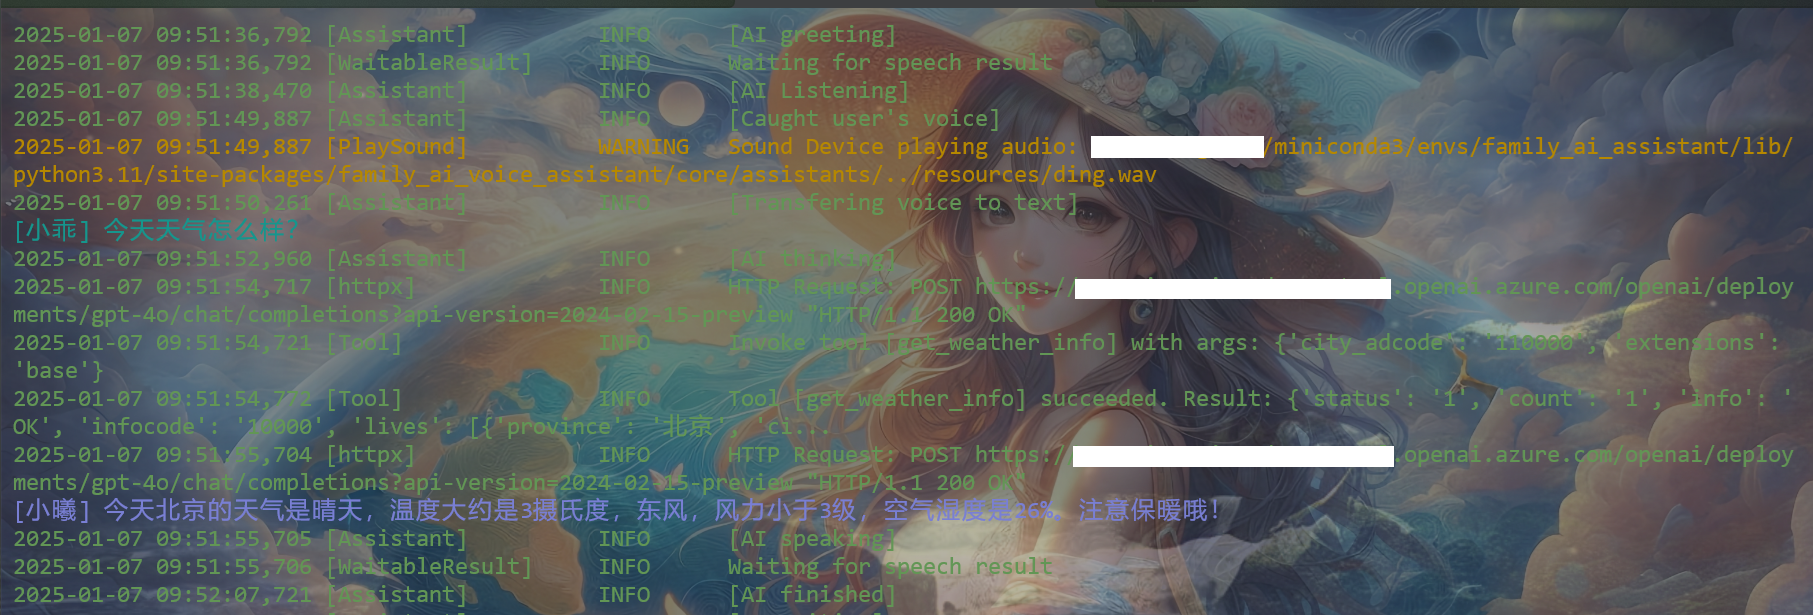 2025-01-07 09:51:36,792 [Assistant] INFO [AI greeting]
2025-01-07 09:51:36,792 [WaitableResult] INFO Waiting for speech result
2025-01-07 09:51:38,470 [Assistant] INFO [AI Listening]
2025-01-07 09:51:49,887 [Assistant] INFO [Caught user's voice]
2025-01-07 09:51:49,887 [PlaySound] WARNING Sound Device playing audio: /miniconda3/envs/family_ai_assistant/lib/
python3.11/site-packages/family_ai_voice_assistant/core/assistants/../resources/ding.wav
2025-01-07 09:51:50,261 [Assistant] INFO [Transfering voice to text]
[小乖] 今天天气怎么样?
2025-01-07 09:51:52,960 [Assistant] INFO [AI thinking]
2025-01-07 09:51:54,717 [httpx] INFO HTTP Request: POST https:// .openai.azure.com/openai/deploy
ments/gpt-4o/chat/completions?api-version=2024-02-15-preview "HTTP/1.1 200 OK"
2025-01-07 09:51:54,721 [Tool] INFO Invoke tool [get_weather_info] with args: {'city_adcode': '110000', 'extensions':
'base'}
2025-01-07 09:51:54,772 [Tool] INFO Tool [get_weather_info] succeeded. Result: {'status': '1', 'count': '1', 'info': '
OK', 'infocode': '10000', 'lives': [{'province': '北京', 'ci...
2025-01-07 09:51:55,704 [httpx] INFO HTTP Request: POST https:/ .openai.azure.com/openai/deploy
ments/gpt-4o/chat/completions?api-version=2024-02-15-preview "HTTP/1.1 200 OK"
[小曦] 今天北京的天气是晴天，温度大约是3摄氏度，东风，风力小于3级，空气湿度是26%。注意保暖哦！
2025-01-07 09:51:55,705 [Assistant] INFO [AI speaking]
2025-01-07 09:51:55,706 [WaitableResult] INFO Waiting for speech result
2025-01-07 09:52:07,721 [Assistant] INFO [AI finished]